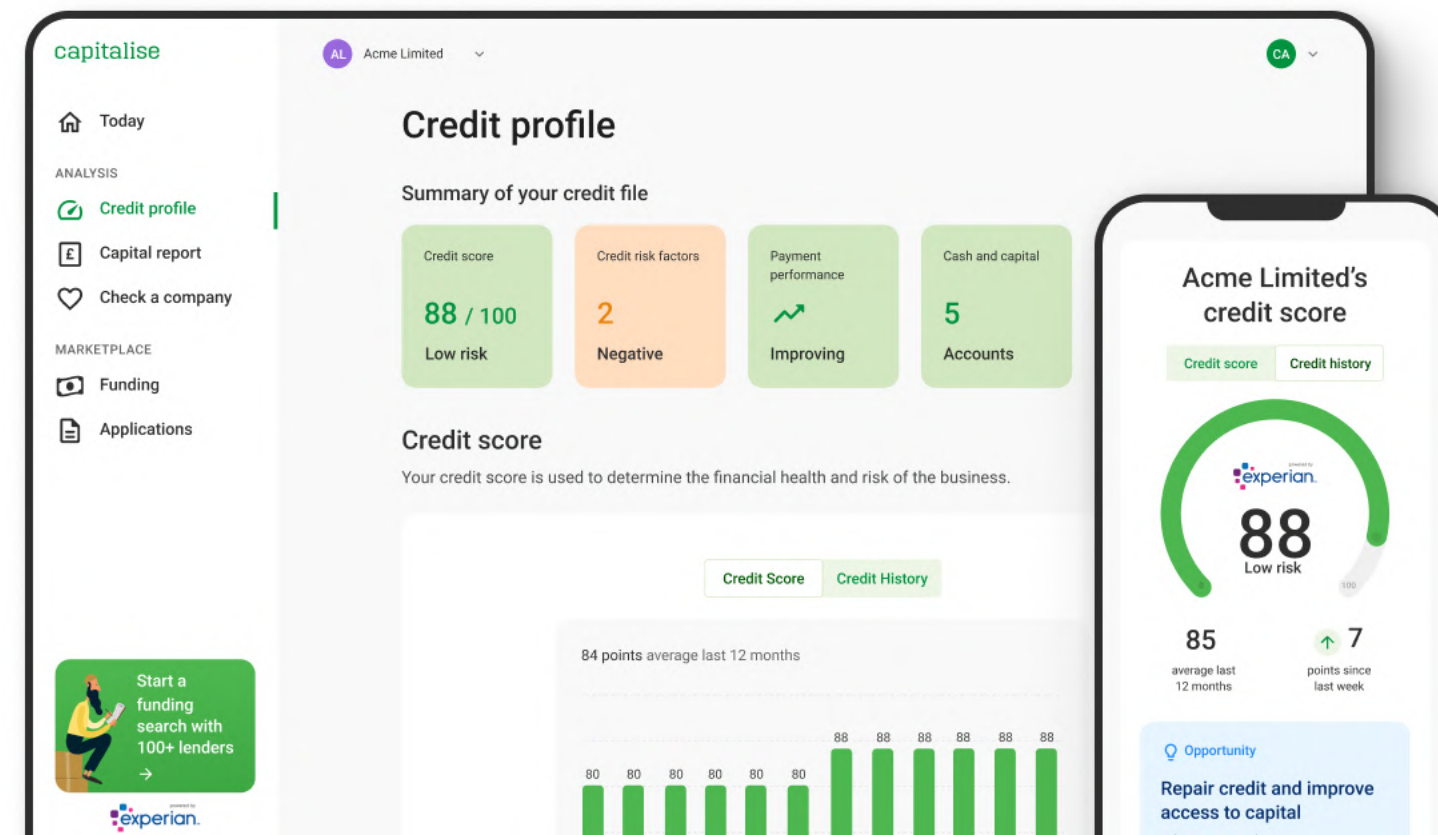 capitalise
AL Acme Limited
CA
Today
ANALYSIS
Credit profile
£ Capital report
Check a company
MARKETPLACE
Funding
Applications
Start a
funding
search with
100+ lenders
→
powered by
experian.
Credit profile
Summary of your credit file
Credit score
88 / 100
Low risk
Credit risk factors
2
Negative
Payment
performance
Improving
Cash and capital
5
Accounts
Credit score
Your credit score is used to determine the financial health and risk of the business.
Credit Score Credit History
84 points average last 12 months
80 80 80 80 80 80 88 88 88 88 88 88
Acme Limited's
credit score
Credit score Credit history
powered by
experian.
88
Low risk
0 100
85
average last
12 months
↑ 7
points since
last week
Opportunity
Repair credit and improve
access to capital